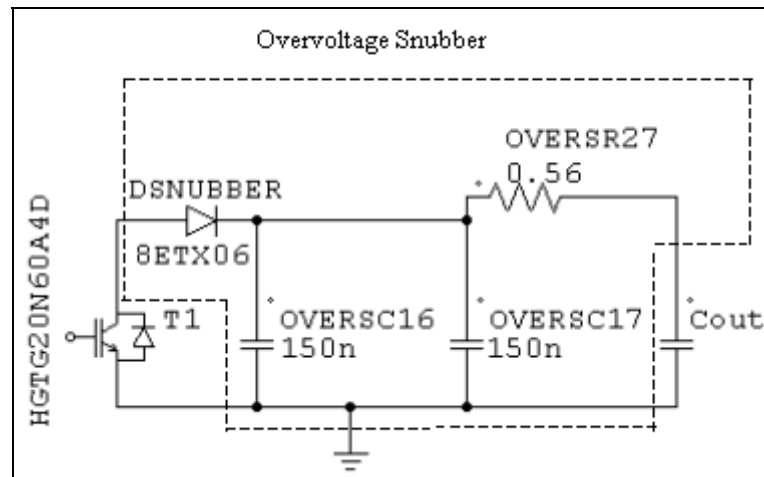 Overvoltage Snubber
OVERSR27
0.56
DSNUBBER
8ETX06
HGTG20N60A4D
T1
OVERSC16
150n
OVERSC17
150n
Cout